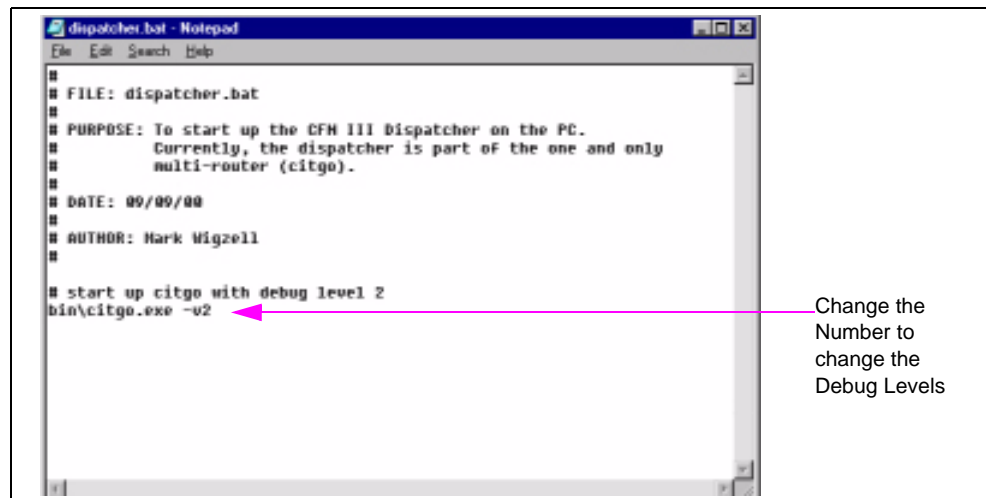 dispatcher.bat - Notepad
File Edit Search Help
#
# FILE: dispatcher.bat
#
# PURPOSE: To start up the CFN III Dispatcher on the PC.
# Currently, the dispatcher is part of the one and only
# multi-router (citgo).
#
# DATE: 09/09/00
#
# AUTHOR: Mark Wigzell
#
# start up citgo with debug level 2
bin\citgo.exe -v2
Change the
Number to
change the
Debug Levels